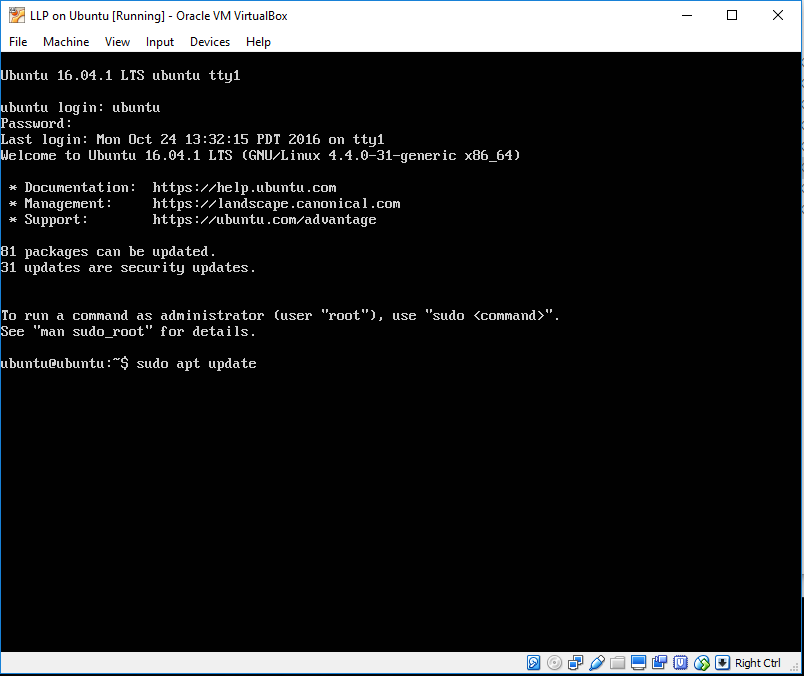 LLP on Ubuntu [Running] - Oracle VM VirtualBox
File Machine View Input Devices Help
Ubuntu 16.04.1 LTS ubuntu tty1
ubuntu login: ubuntu
Password:
Last login: Mon Oct 24 13:32:15 PDT 2016 on tty1
Welcome to Ubuntu 16.04.1 LTS (GNU/Linux 4.4.0-31-generic x86_64)
* Documentation:  https://help.ubuntu.com
* Management:     https://landscape.canonical.com
* Support:        https://ubuntu.com/advantage
81 packages can be updated.
31 updates are security updates.
To run a command as administrator (user "root"), use "sudo <command>".
See "man sudo_root" for details.
ubuntu@ubuntu:~$ sudo apt update
Right Ctrl